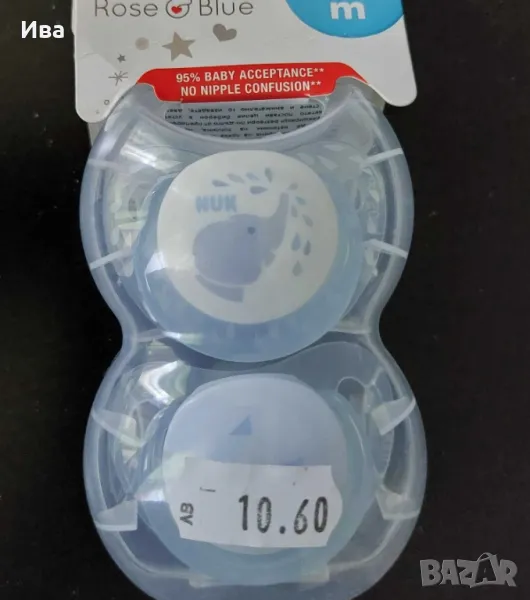 Ива
Rose & Blue
m
95% BABY ACCEPTANCE**
NO NIPPLE CONFUSION**
NUK
лв
10.60
BAZAR